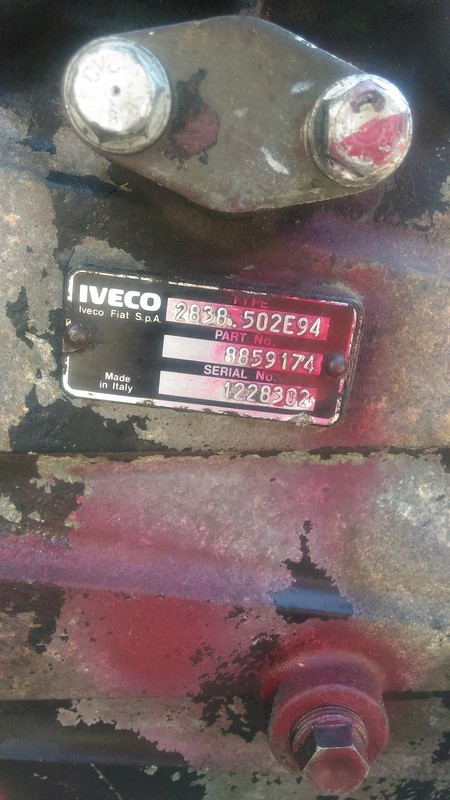 IVECO
Iveco Fiat S.p.A.
TYPE
2838.502E94
PART No.
8859174
SERIAL No.
1228302
Made
in Italy